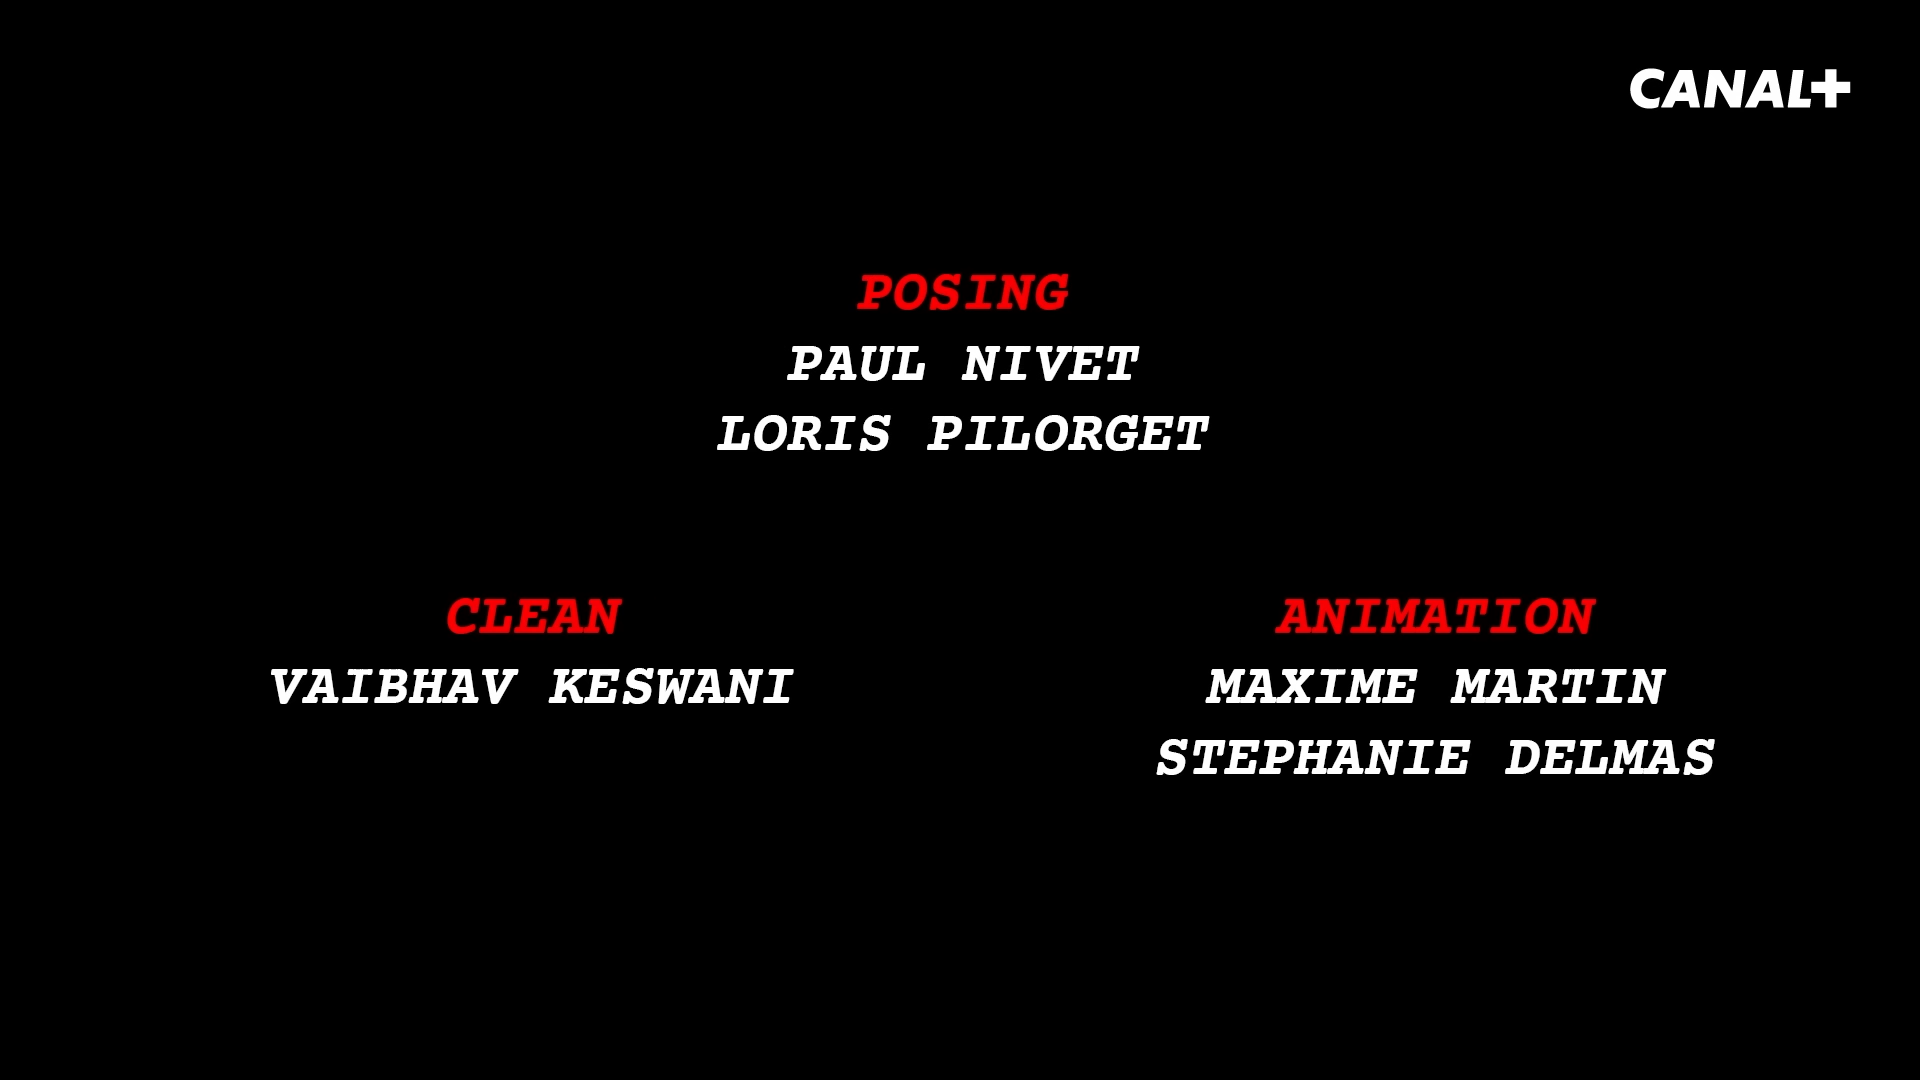 CANAL+
POSING
PAUL NIVET
LORIS PILORGET
CLEAN
VAIBHAV KESWANI
ANIMATION
MAXIME MARTIN
STEPHANIE DELMAS